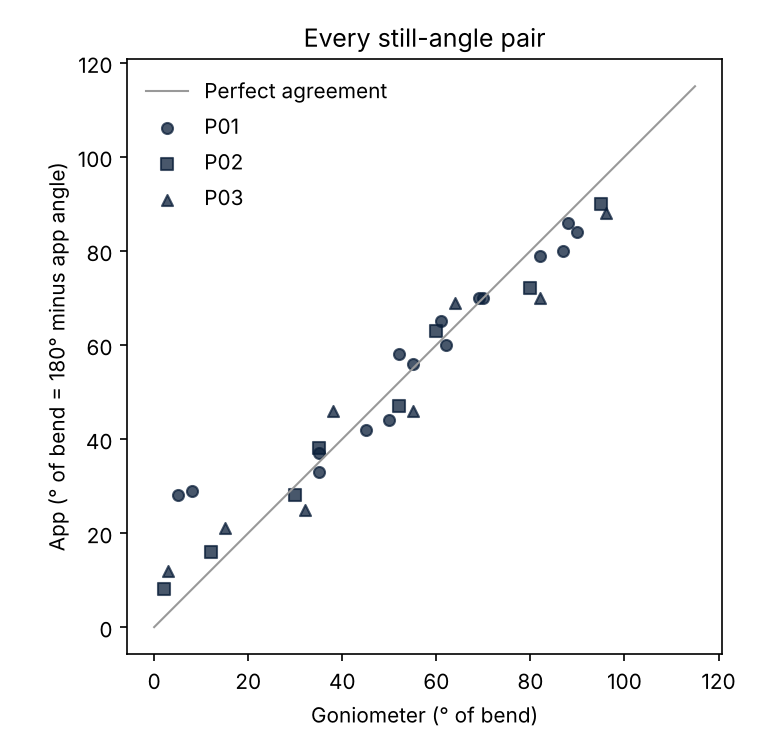 Every still-angle pair
Perfect agreement
P01
P02
P03
App (° of bend = 180° minus app angle)
120
100
80
60
40
20
0
0 20 40 60 80 100 120
Goniometer (° of bend)